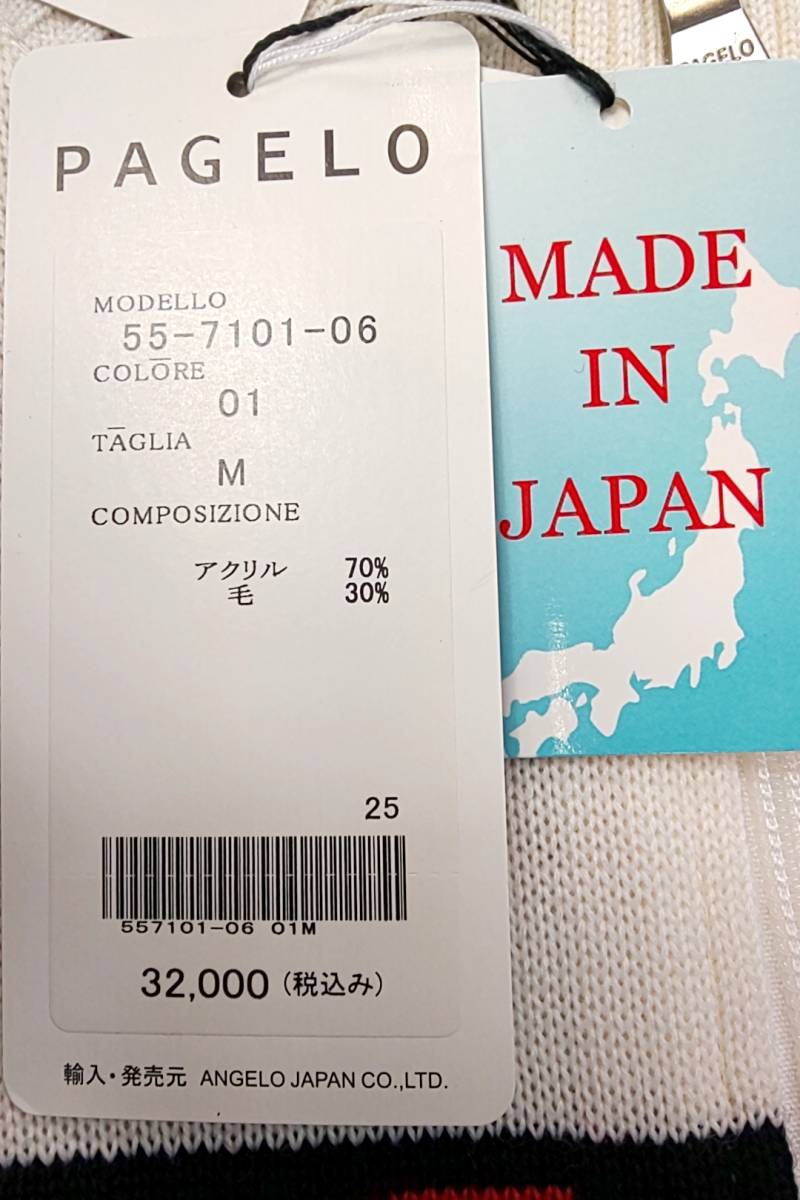 PAGELO
MODELLO
55-7101-06
COLORE
01
TAGLIA
M
COMPOSIZIONE
アクリル 70%
毛 30%
25
557101-06 01M
32,000 (税込み)
輸入・発売元 ANGELO JAPAN CO.,LTD.
PAGELO
MADE
IN
JAPAN